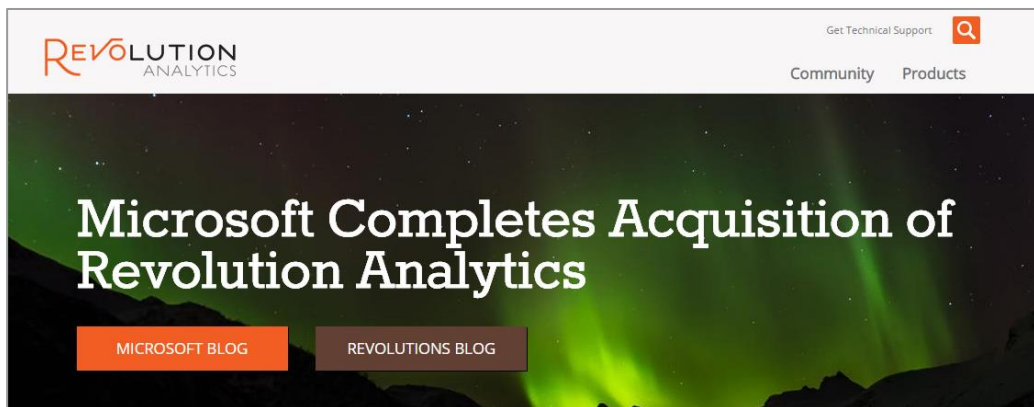 Get Technical Support
REVOLUTION
ANALYTICS
Community Products
Microsoft Completes Acquisition of
Revolution Analytics
MICROSOFT BLOG REVOLUTIONS BLOG